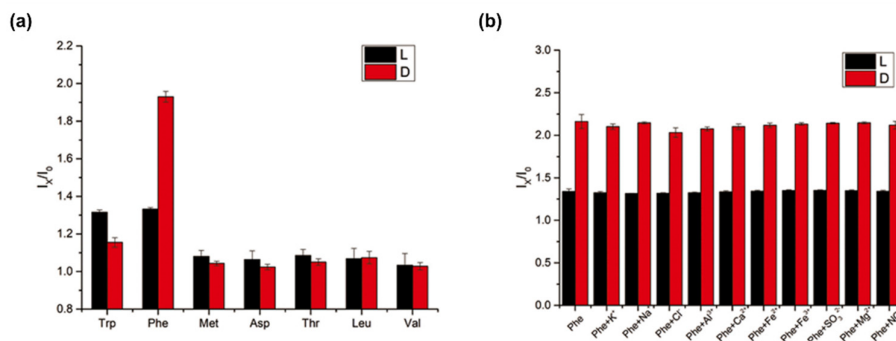 (a)
2.2
2.0
1.8
1.6
1.4
1.2
1.0
0.8
Iₓ/I₀
L
D
Trp Phe Met Asp Thr Leu Val
(b)
3.0
2.5
2.0
1.5
1.0
0.5
0.0
Iₓ/I₀
L
D
Phe Phe+K⁺ Phe+Na Phe+Cl⁻ Phe+Al³⁺ Phe+Ca²⁺ Phe+Fe²⁺ Phe+Fe³⁺ Phe+SO₃²⁻ Phe+Mg²⁺